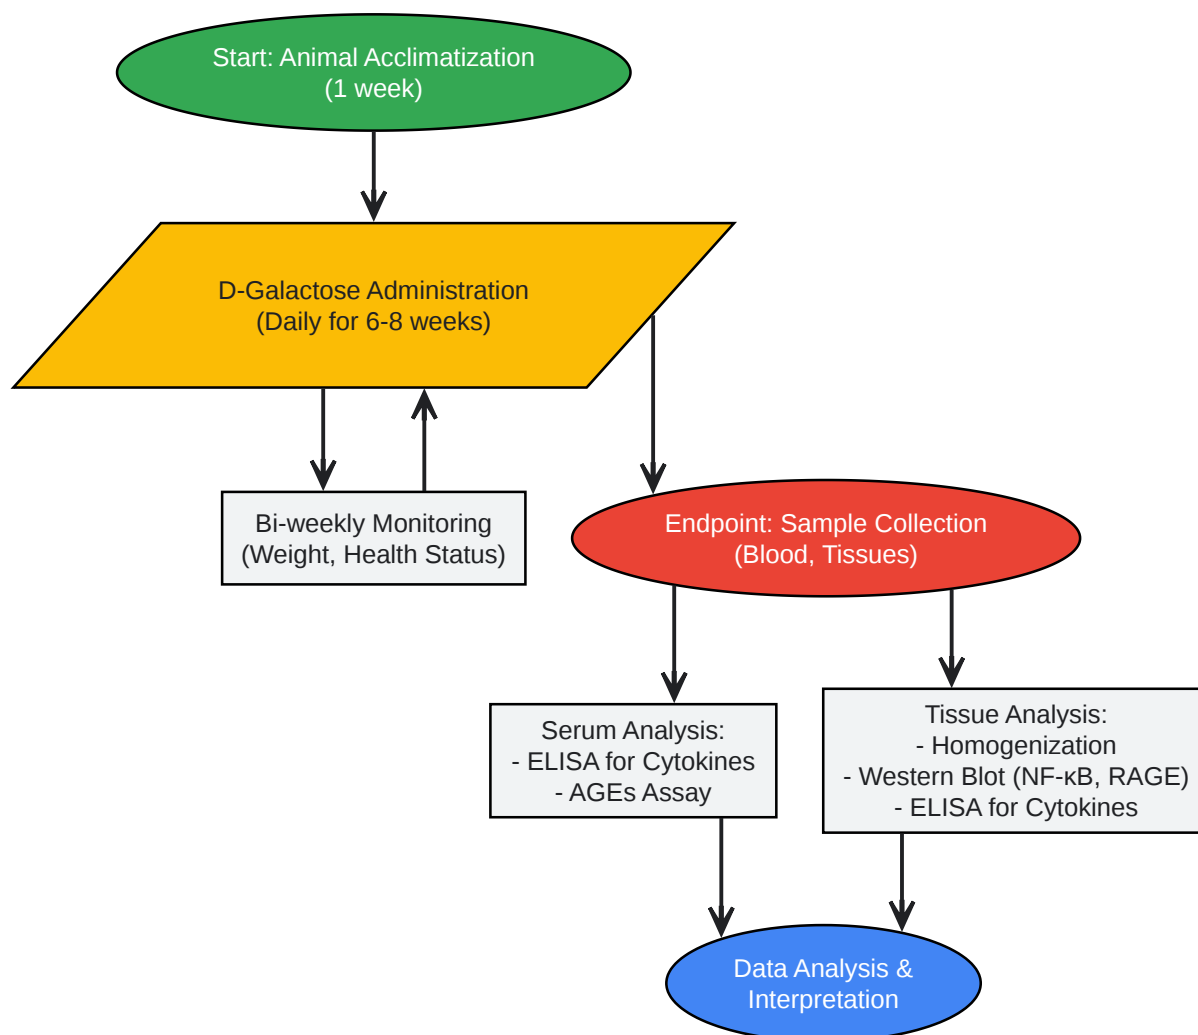 Start: Animal Acclimatization
(1 week)
D-Galactose Administration
(Daily for 6-8 weeks)
Bi-weekly Monitoring
(Weight, Health Status)
Endpoint: Sample Collection
(Blood, Tissues)
Serum Analysis:
- ELISA for Cytokines
- AGEs Assay
Tissue Analysis:
- Homogenization
- Western Blot (NF-κB, RAGE)
- ELISA for Cytokines
Data Analysis &
Interpretation